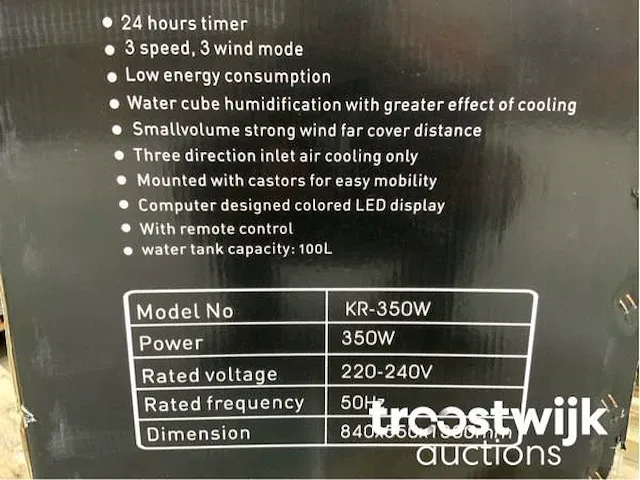 24 hours timer
3 speed, 3 wind mode
Low energy consumption
Water cube humidification with greater effect of cooling
Smallvolume strong wind far cover distance
Three direction inlet air cooling only
Mounted with castors for easy mobility
Computer designed colored LED display
With remote control
water tank capacity: 100L
Model No KR-350W
Power 350W
Rated voltage 220-240V
Rated frequency 50Hz
Dimension
troostwijk
auctions